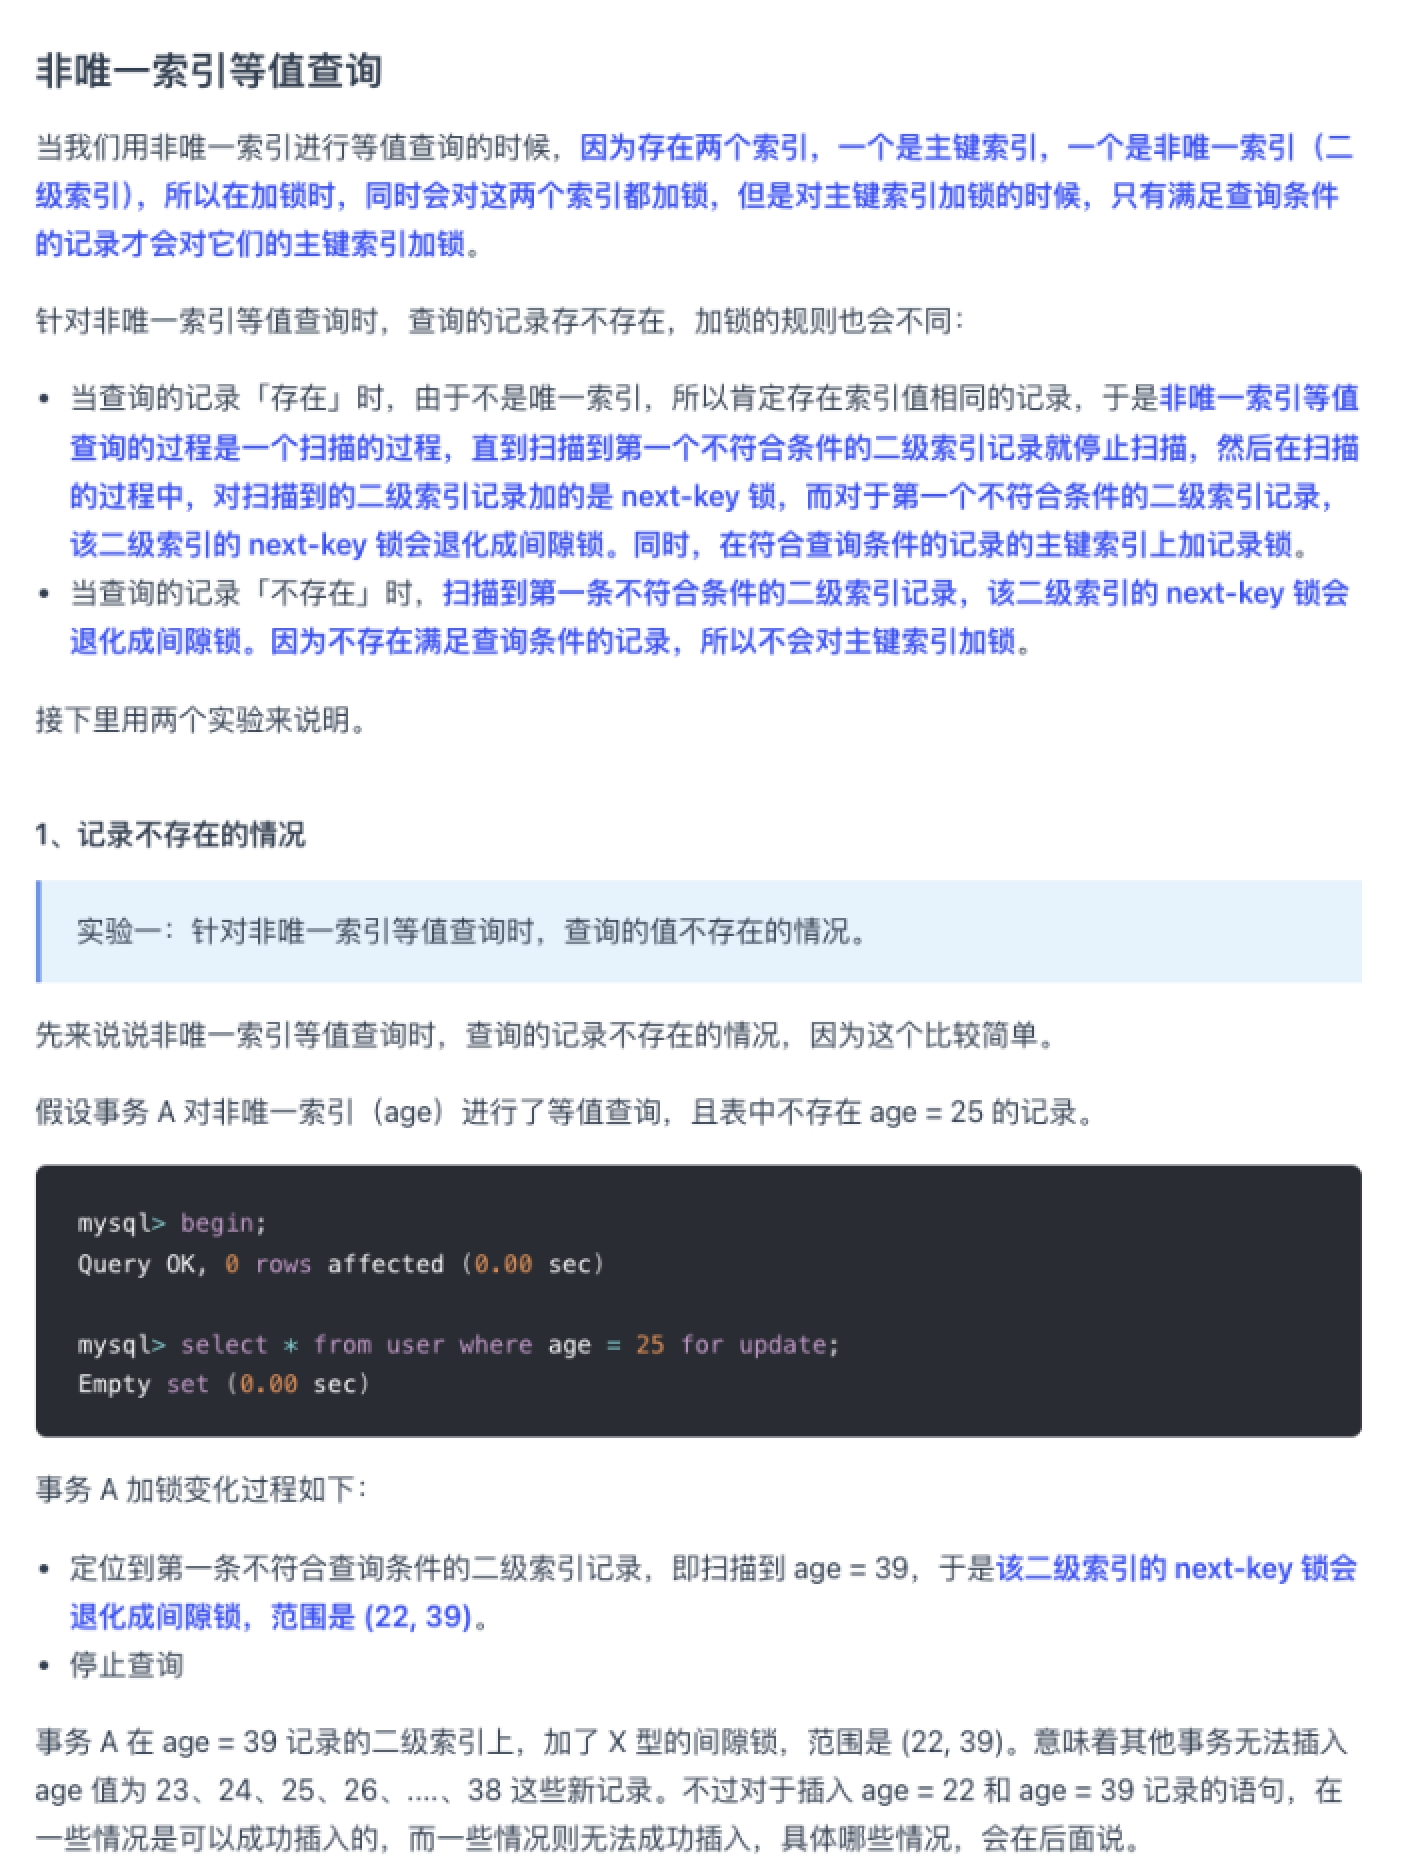 非唯一索引等值查询
当我们用非唯一索引进行等值查询的时候，因为存在两个索引，一个是主键索引，一个是非唯一索引（二
级索引），所以在加锁时，同时会对这两个索引都加锁，但是对主键索引加锁的时候，只有满足查询条件
的记录才会对它们的主键索引加锁。
针对非唯一索引等值查询时，查询的记录存不存在，加锁的规则也会不同：
• 当查询的记录「存在」时，由于不是唯一索引，所以肯定存在索引值相同的记录，于是非唯一索引等值
查询的过程是一个扫描的过程，直到扫描到第一个不符合条件的二级索引记录就停止扫描，然后在扫描
的过程中，对扫描到的二级索引记录加的是 next-key 锁，而对于第一个不符合条件的二级索引记录，
该二级索引的 next-key 锁会退化成间隙锁。同时，在符合查询条件的记录的主键索引上加记录锁。
• 当查询的记录「不存在」时，扫描到第一条不符合条件的二级索引记录，该二级索引的 next-key 锁会
退化成间隙锁。因为不存在满足查询条件的记录，所以不会对主键索引加锁。
接下里用两个实验来说明。
1、记录不存在的情况
实验一：针对非唯一索引等值查询时，查询的值不存在的情况。
先来说说非唯一索引等值查询时，查询的记录不存在的情况，因为这个比较简单。
假设事务 A 对非唯一索引（age）进行了等值查询，且表中不存在 age = 25 的记录。
mysql> begin;
Query OK, 0 rows affected (0.00 sec)
mysql> select * from user where age = 25 for update;
Empty set (0.00 sec)
事务 A 加锁变化过程如下：
• 定位到第一条不符合查询条件的二级索引记录，即扫描到 age = 39，于是该二级索引的 next-key 锁会
退化成间隙锁，范围是 (22, 39)。
• 停止查询
事务 A 在 age = 39 记录的二级索引上，加了 X 型的间隙锁，范围是 (22, 39)。意味着其他事务无法插入
age 值为 23、24、25、26、....、38 这些新记录。不过对于插入 age = 22 和 age = 39 记录的语句，在
一些情况是可以成功插入的，而一些情况则无法成功插入，具体哪些情况，会在后面说。